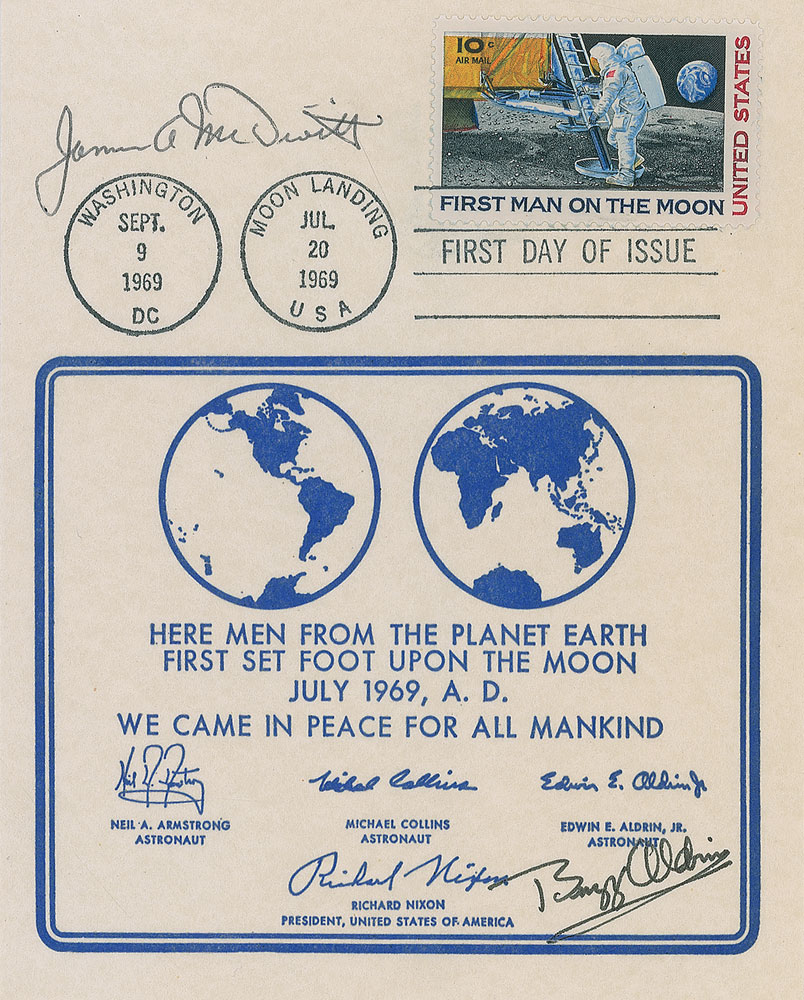 10c
AIR MAIL
UNITED STATES
FIRST MAN ON THE MOON
James A McDivitt
WASHINGTON
SEPT.
9
1969
DC
MOON LANDING
JUL.
20
1969
USA
FIRST DAY OF ISSUE
HERE MEN FROM THE PLANET EARTH
FIRST SET FOOT UPON THE MOON
JULY 1969, A. D.
WE CAME IN PEACE FOR ALL MANKIND
Neil A. Armstrong
Michael Collins
Edwin E. Aldrin Jr
NEIL A. ARMSTRONG
ASTRONAUT
MICHAEL COLLINS
ASTRONAUT
EDWIN E. ALDRIN, JR.
ASTRONAUT
Richard Nixon
Buzz Aldrin
RICHARD NIXON
PRESIDENT, UNITED STATES OF AMERICA